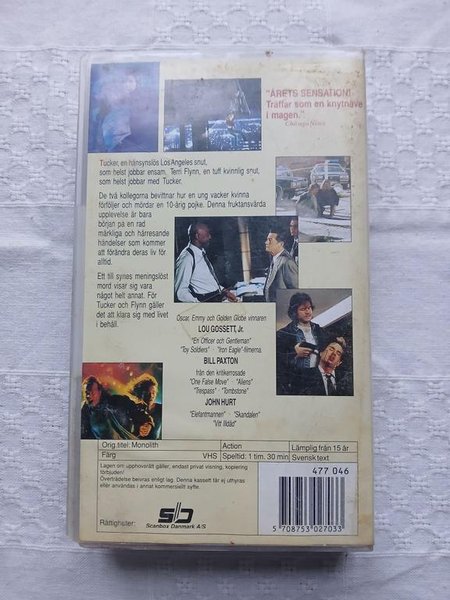 "ÅRETS SENSATION!
Träffar som en knytnäve
i magen."
Chicago News
Tucker, en hänsynslös Los Angeles snut,
som helst jobbar ensam. Terri Flynn, en tuff kvinnlig snut,
som helst jobbar med Tucker.
De två kollegorna bevittnar hur en ung vacker kvinna
förföljer och mördar en 10-årig pojke. Denna fruktansvärda
upplevelse är bara
början på en rad
märkliga och hårresande
händelser som kommer
att förändra deras liv för
alltid.
Ett till synes meningslöst
mord visar sig vara
något helt annat. För
Tucker och Flynn gäller
det att klara sig med livet
i behåll.
Oscar, Emmy och Golden Globe vinnaren
LOU GOSSETT, Jr.
"En Officer och Gentleman"
"Toy Soldiers" "Iron Eagle"-filmerna
BILL PAXTON
från den kritikerrosade
"One False Move" "Aliens"
"Trespass" "Tombstone"
JOHN HURT
"Elefantmannen" "Skandalen"
"Vitt Illdåd"
Orig.titel: Monolith Action Lämplig från 15 år
Färg VHS Speltid: 1 tim. 30 min Svensk text
Lagen om upphovsrätt gäller, endast privat visning, kopiering
förbjuden!
Överträdelse beivras enligt lag. Denna kassett får ej uthyras
eller användas i annat kommersiellt syfte.
477 046
Rättigheter:
sb
Scanbox Danmark A/S
5 708753 027033